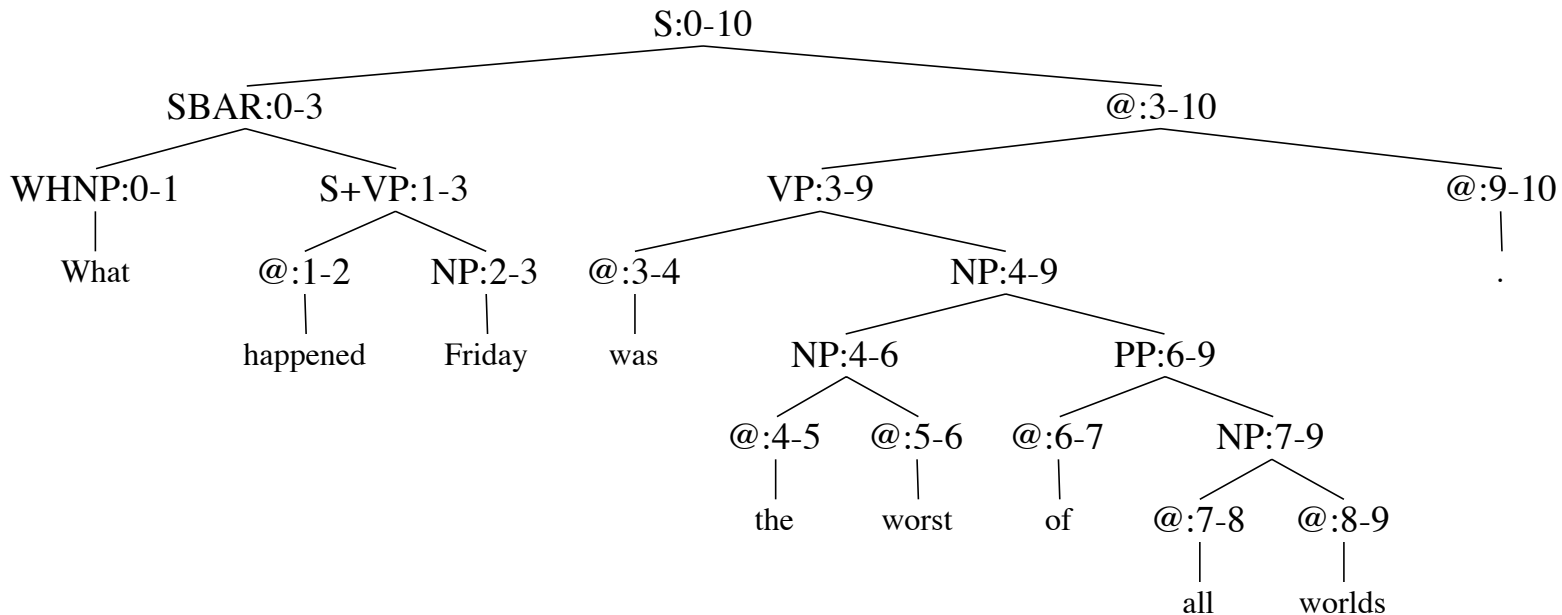 S:0-10
SBAR:0-3 @:3-10
WHNP:0-1 S+VP:1-3 VP:3-9 @:9-10
What @:1-2 NP:2-3 @:3-4 NP:4-9 .
happened Friday was NP:4-6 PP:6-9
@:4-5 @:5-6 @:6-7 NP:7-9
the worst of @:7-8 @:8-9
all worlds